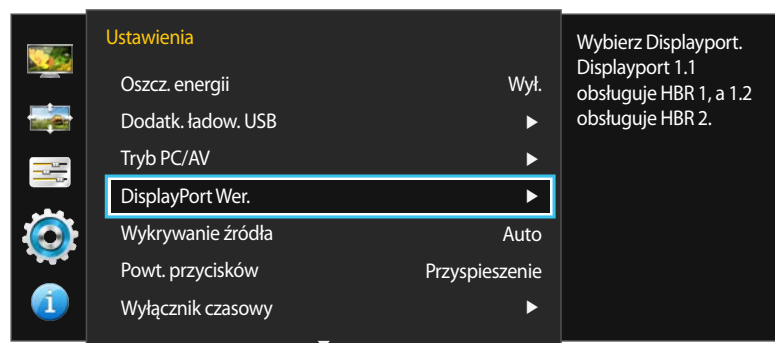 Ustawienia
Oszcz. energii Wył.
Dodatk. ładow. USB
Tryb PC/AV
DisplayPort Wer.
Wykrywanie źródła Auto
Powt. przycisków Przyspieszenie
Wyłącznik czasowy
Wybierz Displayport.
Displayport 1.1
obsługuje HBR 1, a 1.2
obsługuje HBR 2.